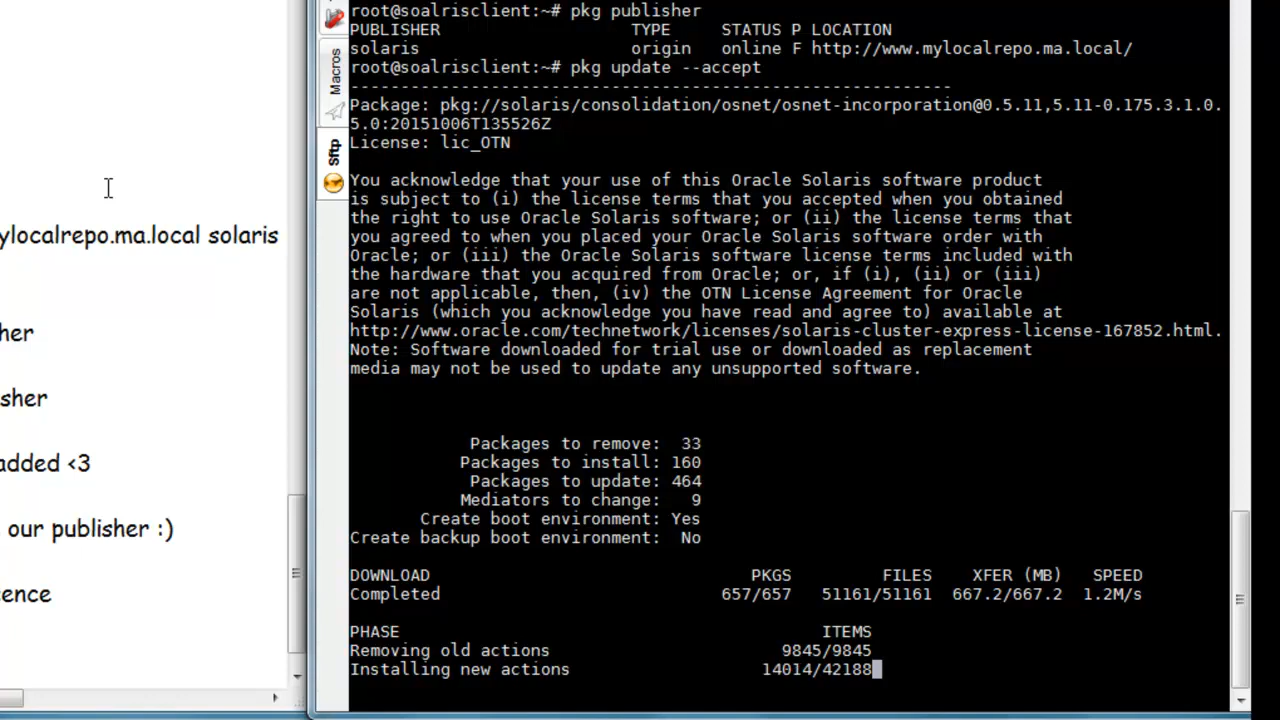 ylocalrepo.ma.local solaris
her
sher
added <3
our publisher :)
ence
Macros
Sftp
root@soalrisclient:~# pkg publisher
PUBLISHER TYPE STATUS P LOCATION
solaris origin online F http://www.mylocalrepo.ma.local/
root@soalrisclient:~# pkg update --accept
------------------------------------------------------------
Package: pkg://solaris/consolidation/osnet/osnet-incorporation@0.5.11,5.11-0.175.3.1.0.
5.0:20151006T135526Z
License: lic_OTN
You acknowledge that your use of this Oracle Solaris software product
is subject to (i) the license terms that you accepted when you obtained
the right to use Oracle Solaris software; or (ii) the license terms that
you agreed to when you placed your Oracle Solaris software order with
Oracle; or (iii) the Oracle Solaris software license terms included with
the hardware that you acquired from Oracle; or, if (i), (ii) or (iii)
are not applicable, then, (iv) the OTN License Agreement for Oracle
Solaris (which you acknowledge you have read and agree to) available at
http://www.oracle.com/technetwork/licenses/solaris-cluster-express-license-167852.html.
Note: Software downloaded for trial use or downloaded as replacement
media may not be used to update any unsupported software.
Packages to remove: 33
Packages to install: 160
Packages to update: 464
Mediators to change: 9
Create boot environment: Yes
Create backup boot environment: No
DOWNLOAD PKGS FILES XFER (MB) SPEED
Completed 657/657 51161/51161 667.2/667.2 1.2M/s
PHASE ITEMS
Removing old actions 9845/9845
Installing new actions 14014/42188